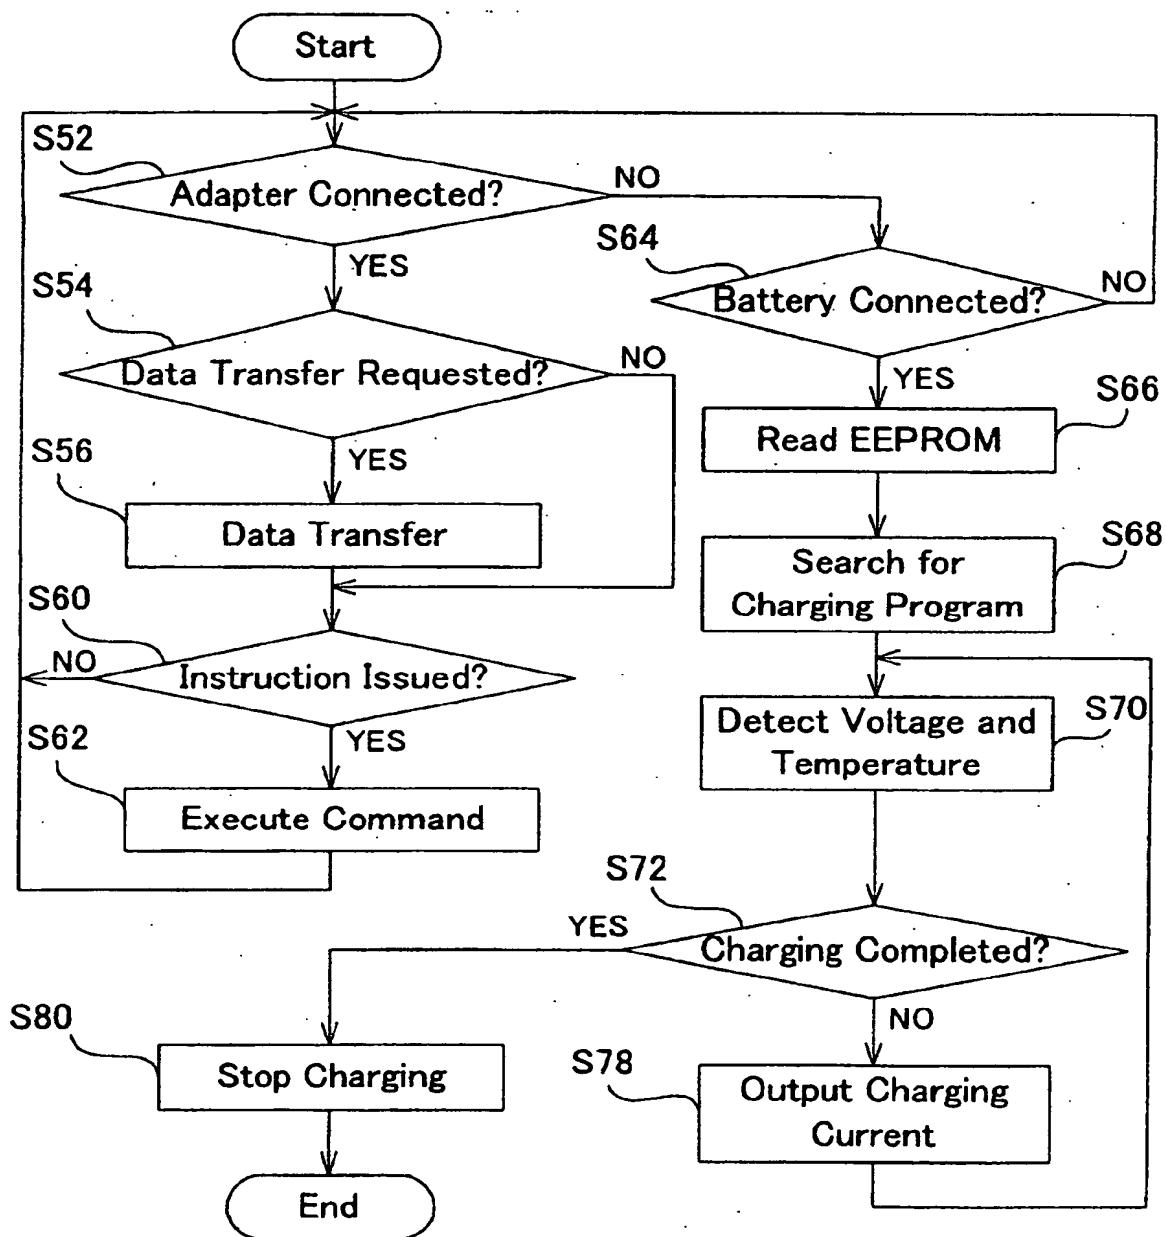 Start
S52
Adapter Connected?
NO
YES
S64
Battery Connected?
NO
YES
S54
Data Transfer Requested?
NO
YES
S66
Read EEPROM
S56
Data Transfer
S68
Search for
Charging Program
S60
Instruction Issued?
NO
YES
S70
Detect Voltage and
Temperature
S62
Execute Command
S72
Charging Completed?
YES
NO
S80
Stop Charging
S78
Output Charging
Current
End